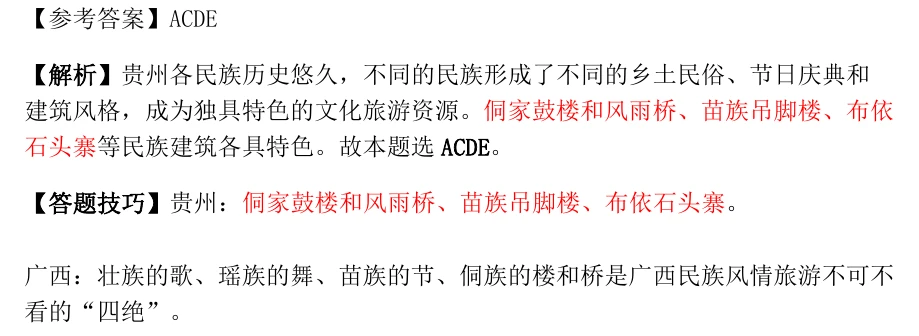 【参考答案】ACDE
【解析】贵州各民族历史悠久，不同的民族形成了不同的乡土民俗、节日庆典和
建筑风格，成为独具特色的文化旅游资源。侗家鼓楼和风雨桥、苗族吊脚楼、布依
石头寨等民族建筑各具特色。故本题选 ACDE。
【答题技巧】贵州：侗家鼓楼和风雨桥、苗族吊脚楼、布依石头寨。
广西：壮族的歌、瑶族的舞、苗族的节、侗族的楼和桥是广西民族风情旅游不可不
看的“四绝”。